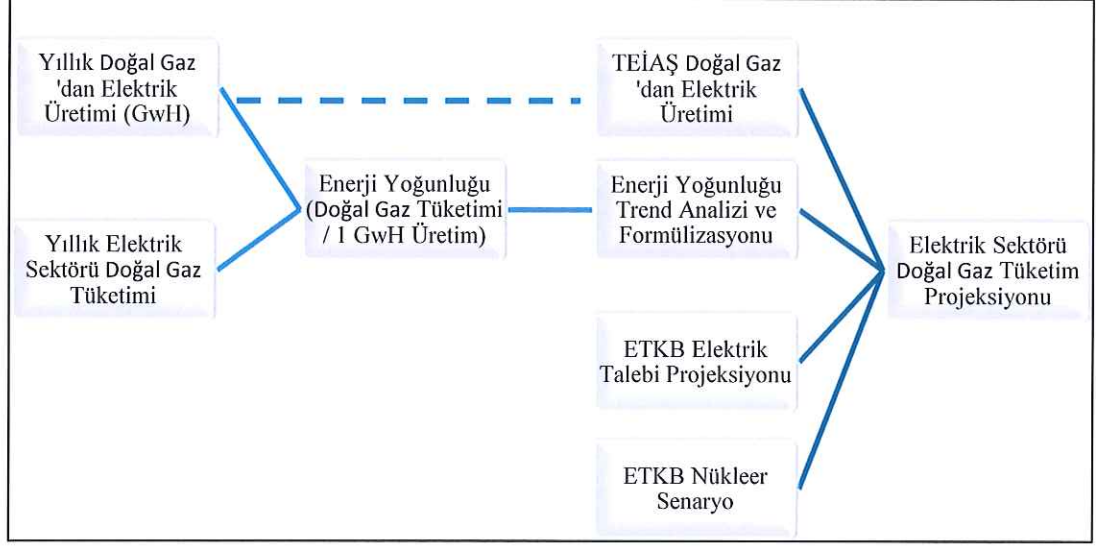 Yıllık Doğal Gaz
'dan Elektrik
Üretimi (GwH)
Yıllık Elektrik
Sektörü Doğal Gaz
Tüketimi
Enerji Yoğunluğu
(Doğal Gaz Tüketimi
/ 1 GwH Üretim)
TEİAŞ Doğal Gaz
'dan Elektrik
Üretimi
Enerji Yoğunluğu
Trend Analizi ve
Formülizasyonu
ETKB Elektrik
Talebi Projeksiyonu
ETKB Nükleer
Senaryo
Elektrik Sektörü
Doğal Gaz Tüketim
Projeksiyonu